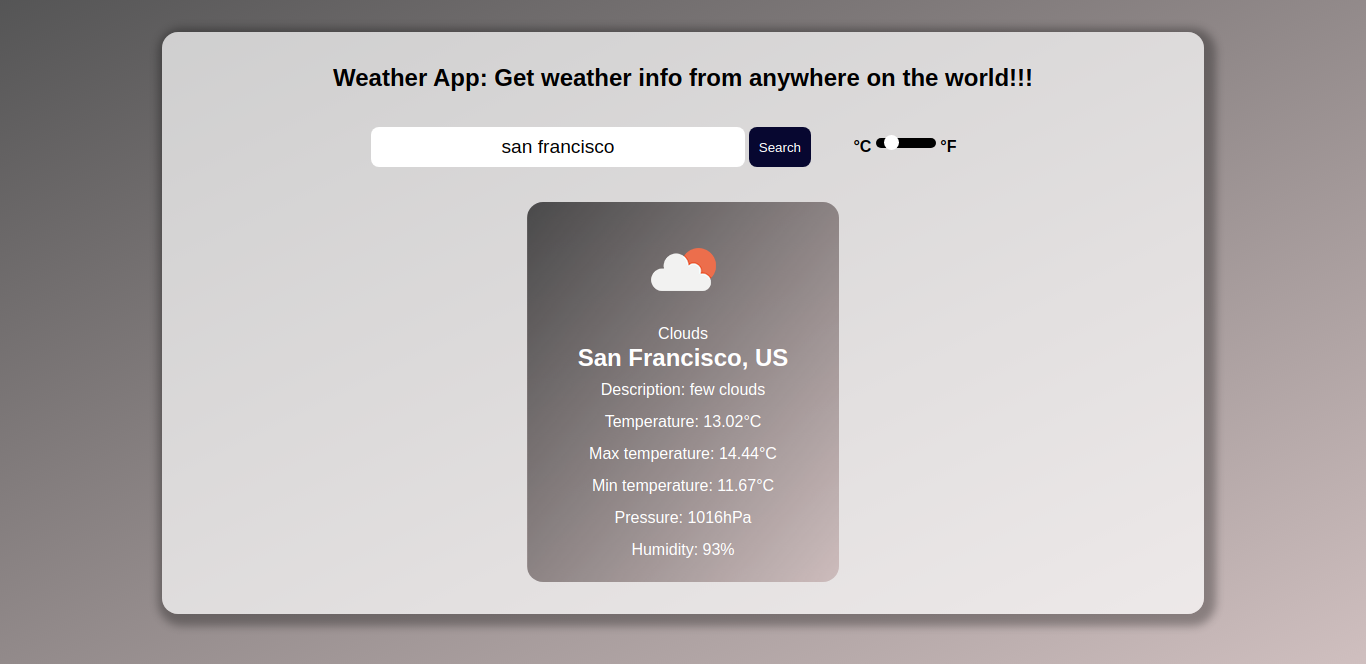 Weather App: Get weather info from anywhere on the world!!!
san francisco Search °C °F
Clouds
San Francisco, US
Description: few clouds
Temperature: 13.02°C
Max temperature: 14.44°C
Min temperature: 11.67°C
Pressure: 1016hPa
Humidity: 93%